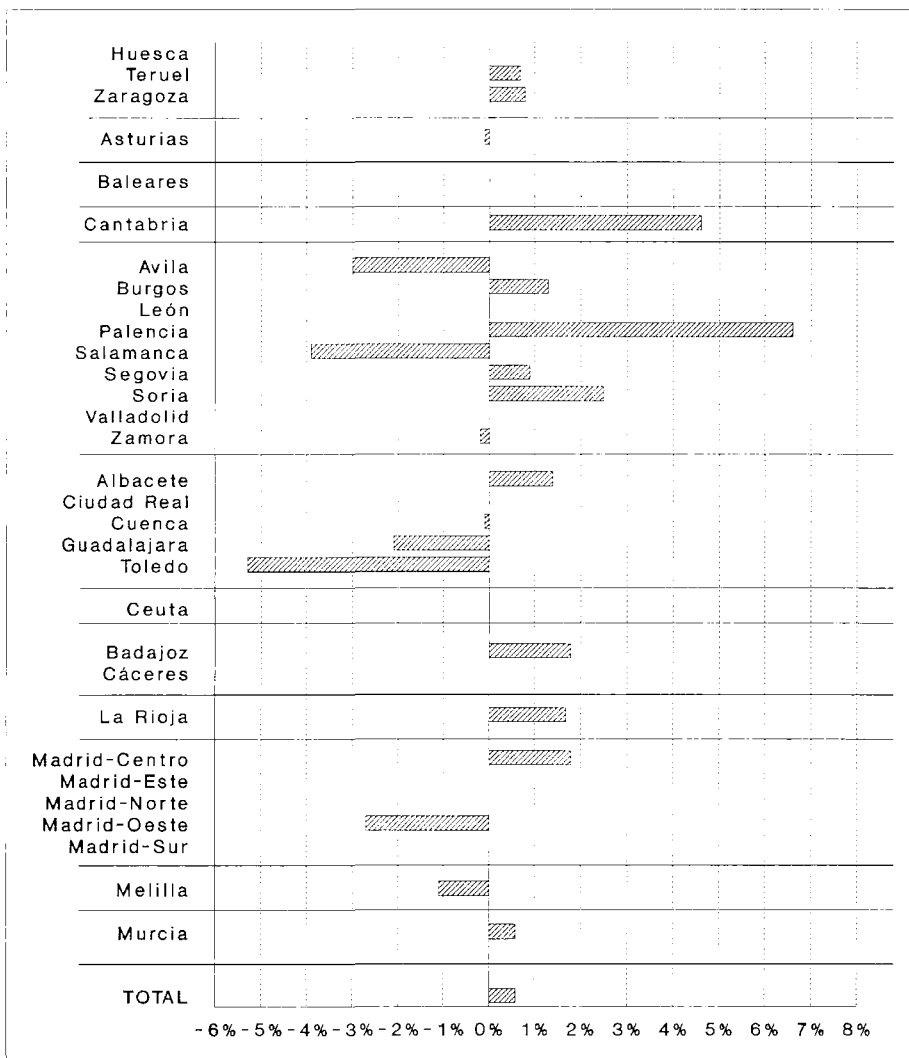 Huesca
Teruel
Zaragoza
Asturias
Baleares
Cantabria
Avila
Burgos
León
Palencia
Salamanca
Segovia
Soria
Valladolid
Zamora
Albacete
Ciudad Real
Cuenca
Guadalajara
Toledo
Ceuta
Badajoz
Cáceres
La Rioja
Madrid-Centro
Madrid-Este
Madrid-Norte
Madrid-Oeste
Madrid-Sur
Melilla
Murcia
TOTAL
-6% -5% -4% -3% -2% -1% 0% 1% 2% 3% 4% 5% 6% 7% 8%